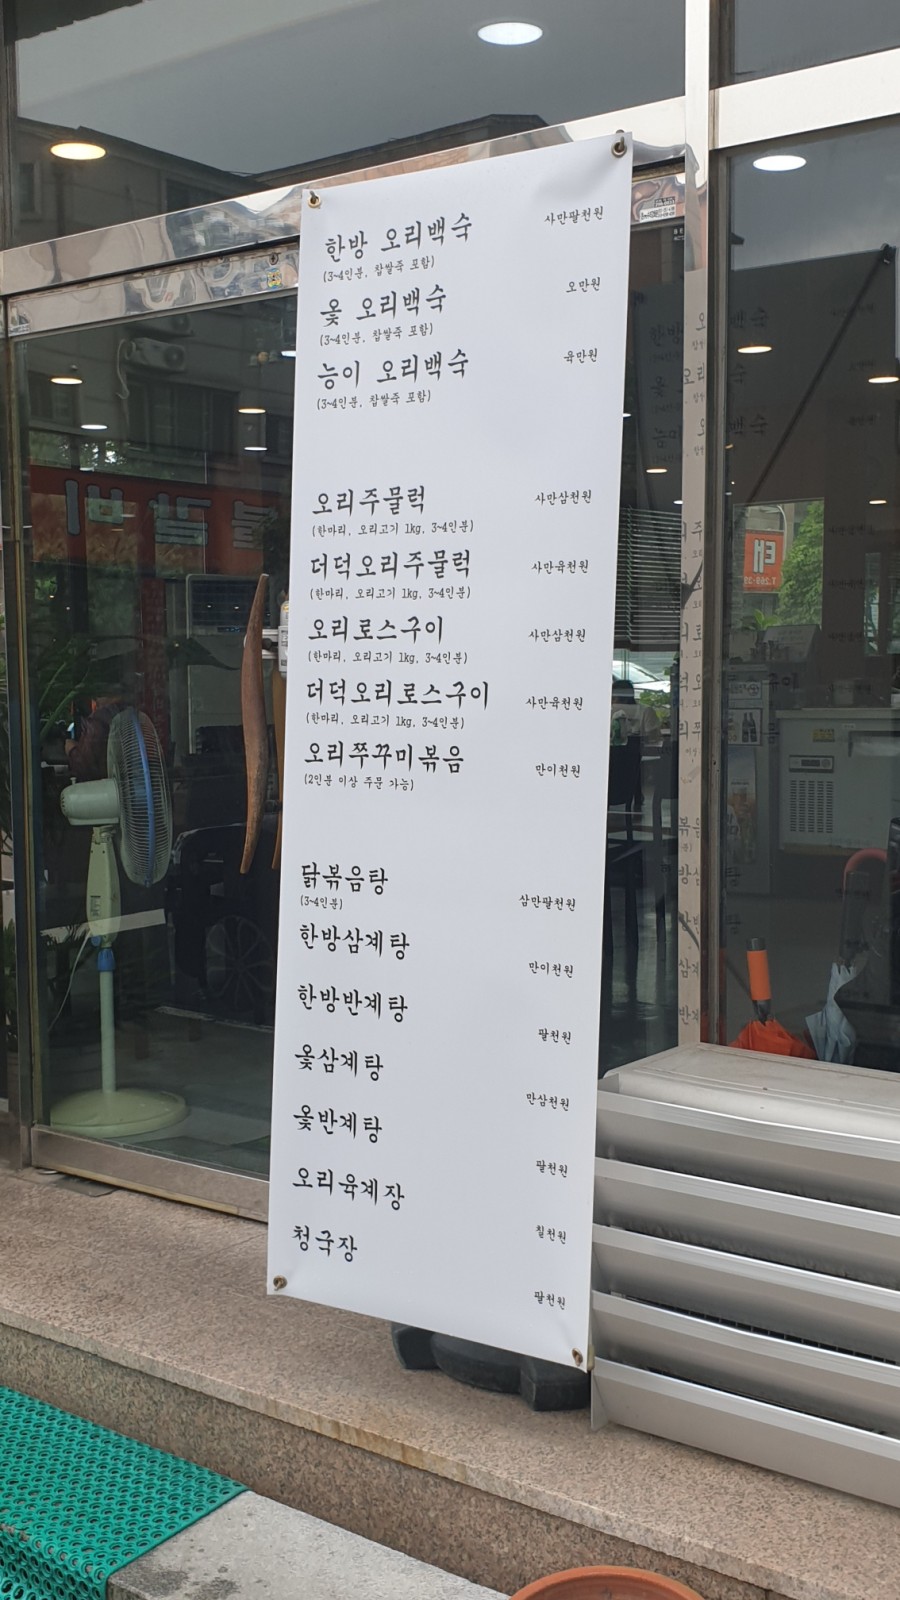 한방 오리백숙 사만팔천원
(3~4인분, 찹쌀죽 포함)
옻 오리백숙 오만원
(3~4인분, 찹쌀죽 포함)
능이 오리백숙 육만원
(3~4인분, 찹쌀죽 포함)
오리주물럭 사만삼천원
(한마리, 오리고기 1kg, 3~4인분)
더덕오리주물럭 사만육천원
(한마리, 오리고기 1kg, 3~4인분)
오리로스구이 사만삼천원
(한마리, 오리고기 1kg, 3~4인분)
더덕오리로스구이 사만육천원
(한마리, 오리고기 1kg, 3~4인분)
오리쭈꾸미볶음 만이천원
(2인분 이상 주문 가능)
닭볶음탕 삼만팔천원
(3~4인분)
한방삼계탕 만이천원
한방반계탕 팔천원
옻삼계탕 만삼천원
옻반계탕 팔천원
오리육계장 칠천원
청국장 팔천원